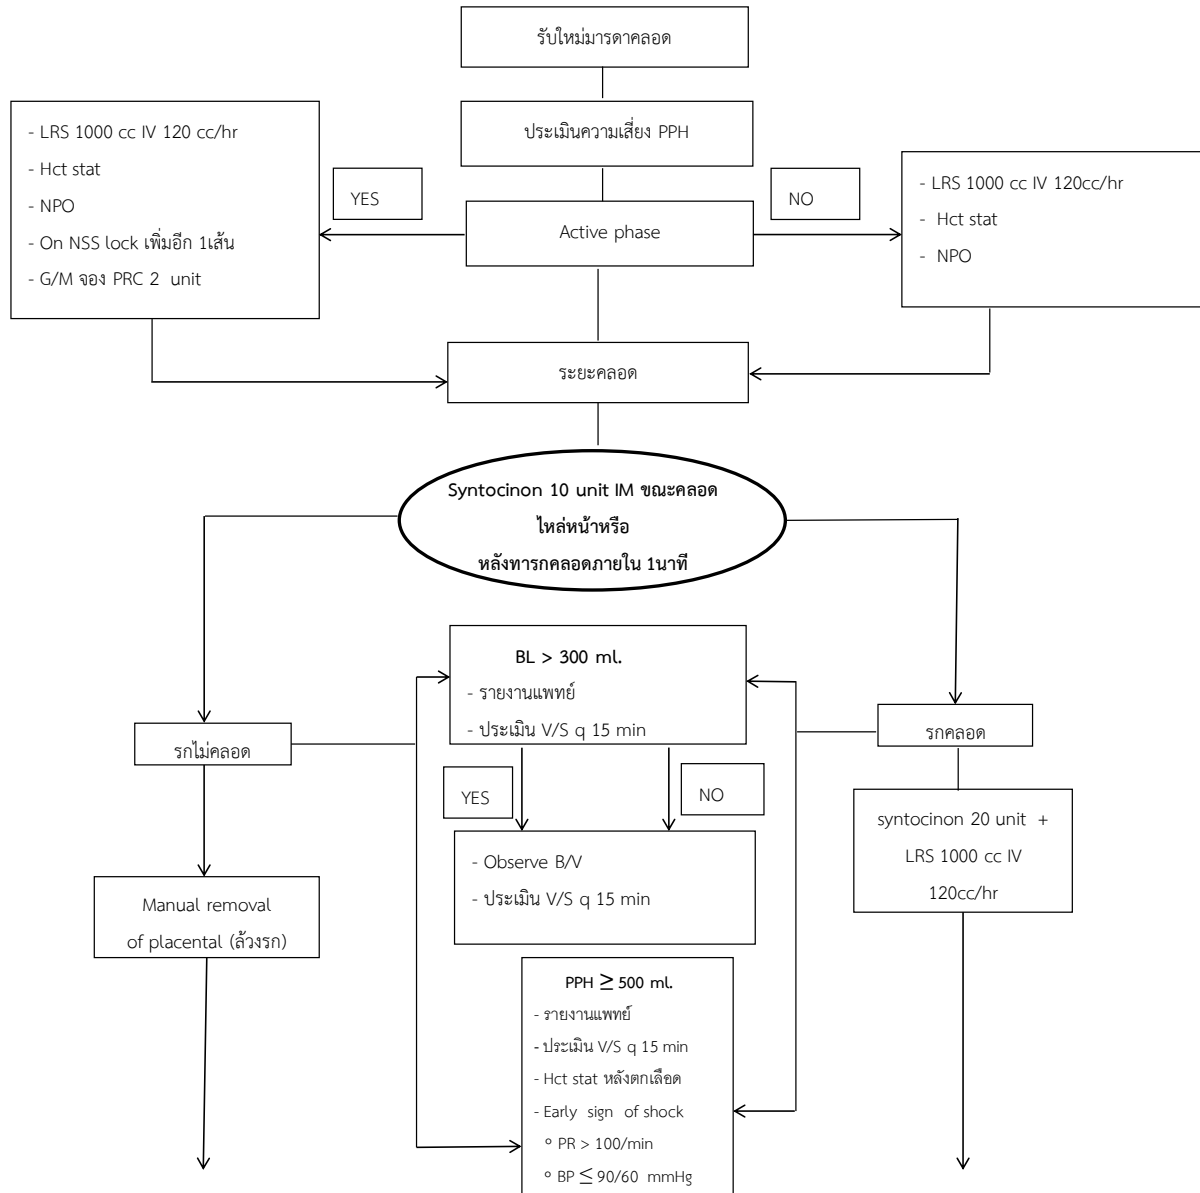 รับใหม่มารดาคลอด
ประเมินความเสี่ยง PPH
- LRS 1000 cc IV 120 cc/hr
- Hct stat
- NPO
- On NSS lock เพิ่มอีก 1เส้น
- G/M จอง PRC 2 unit
YES
Active phase
NO
- LRS 1000 cc IV 120cc/hr
- Hct stat
- NPO
ระยะคลอด
Syntocinon 10 unit IM ขณะคลอด
ไหล่หน้าหรือ
หลังทารกคลอดภายใน 1นาที
BL > 300 ml.
- รายงานแพทย์
- ประเมิน V/S q 15 min
รกไม่คลอด
รกคลอด
YES
NO
- Observe B/V
- ประเมิน V/S q 15 min
syntocinon 20 unit +
LRS 1000 cc IV
120cc/hr
Manual removal
of placental (ล้วงรก)
PPH ≥ 500 ml.
- รายงานแพทย์
- ประเมิน V/S q 15 min
- Hct stat หลังตกเลือด
- Early sign of shock
° PR > 100/min
° BP ≤ 90/60 mmHg